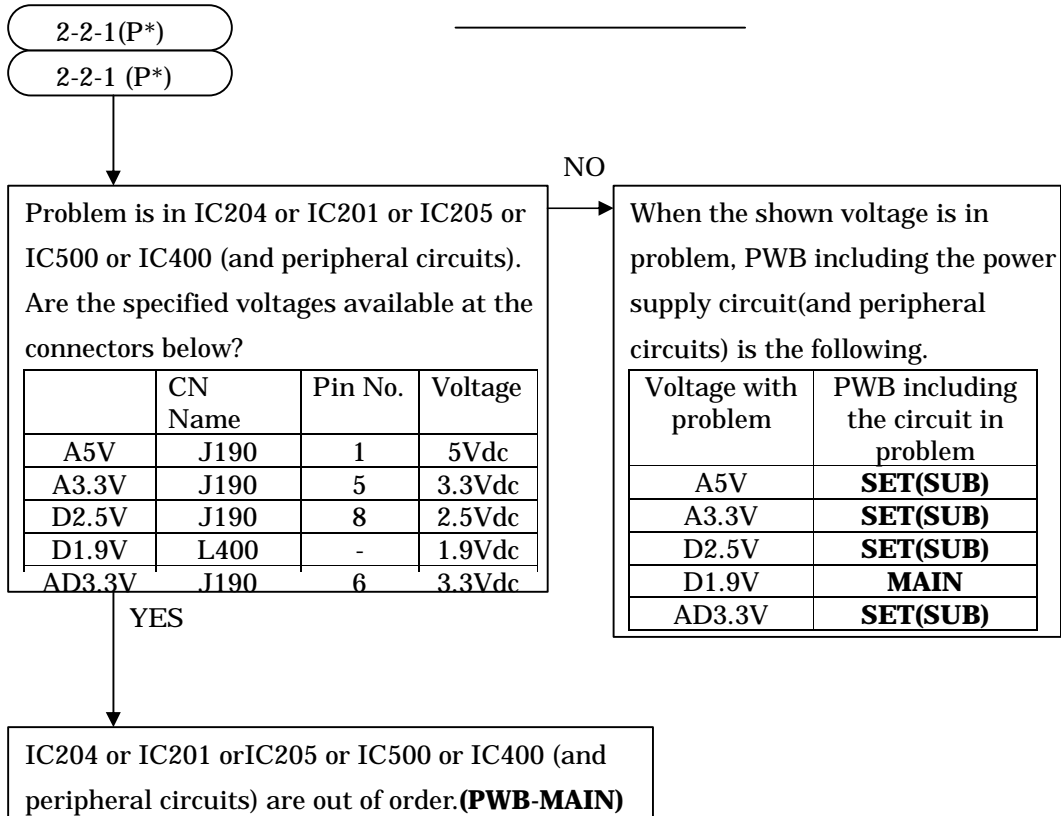 2-2-1(P*)
2-2-1 (P*)
NO
Problem is in IC204 or IC201 or IC205 or
IC500 or IC400 (and peripheral circuits).
Are the specified voltages available at the
connectors below?
CN Name Pin No. Voltage
A5V J190 1 5Vdc
A3.3V J190 5 3.3Vdc
D2.5V J190 8 2.5Vdc
D1.9V L400 - 1.9Vdc
AD3.3V J190 6 3.3Vdc
When the shown voltage is in
problem, PWB including the power
supply circuit(and peripheral
circuits) is the following.
Voltage with problem PWB including the circuit in problem
A5V SET(SUB)
A3.3V SET(SUB)
D2.5V SET(SUB)
D1.9V MAIN
AD3.3V SET(SUB)
YES
IC204 or IC201 orIC205 or IC500 or IC400 (and
peripheral circuits) are out of order.(PWB-MAIN)